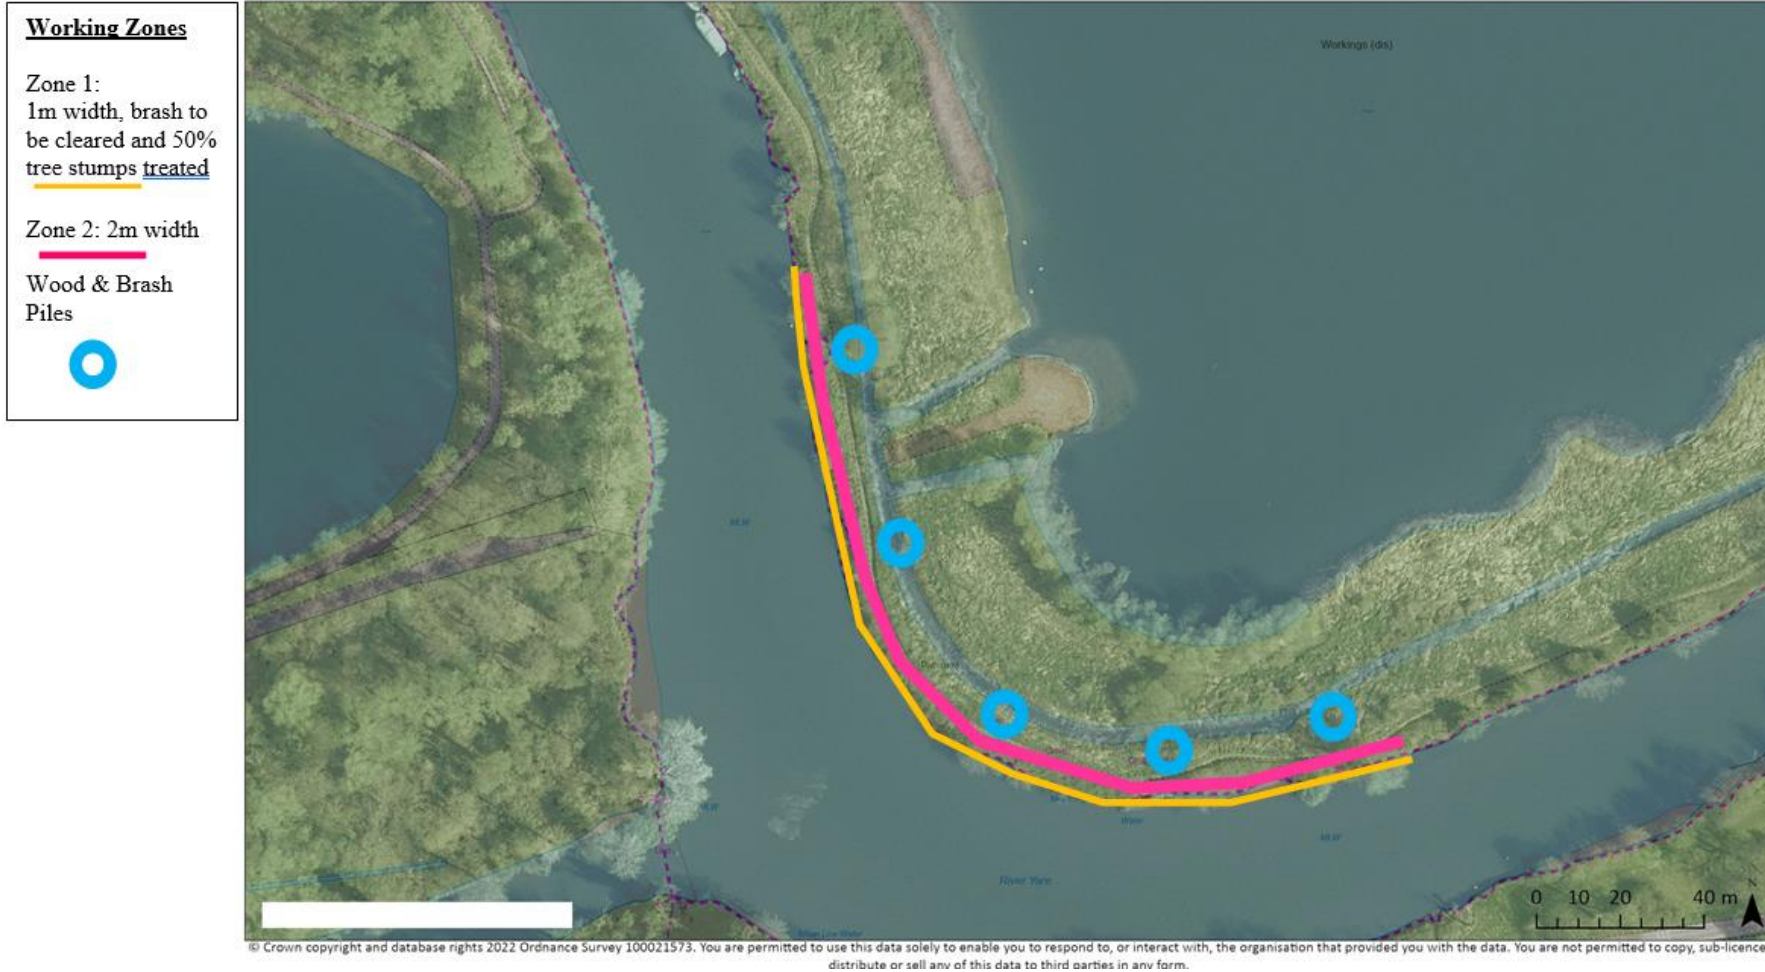 Working Zones
Zone 1:
1m width, brash to
be cleared and 50%
tree stumps treated
Zone 2: 2m width
Wood & Brash
Piles
Workings (dis)
MLW
MLW
Water
MLW
River Yare
0 10 20 40 m
N
© Crown copyright and database rights 2022 Ordnance Survey 100021573. You are permitted to use this data solely to enable you to respond to, or interact with, the organisation that provided you with the data. You are not permitted to copy, sub-licence,
distribute or sell any of this data to third parties in any form.